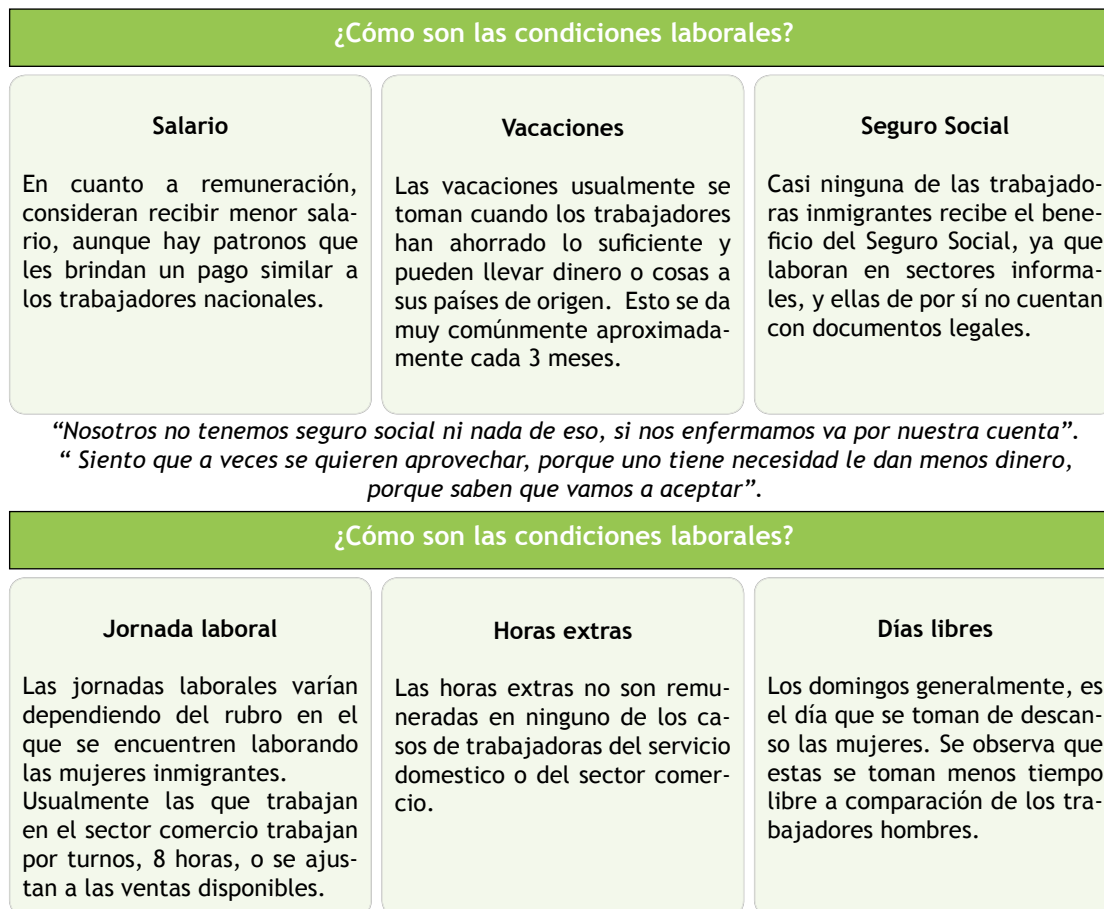 ¿Cómo son las condiciones laborales?
Salario
En cuanto a remuneración,
consideran recibir menor sala-
rio, aunque hay patronos que
les brindan un pago similar a
los trabajadores nacionales.
Vacaciones
Las vacaciones usualmente se
toman cuando los trabajadores
han ahorrado lo suficiente y
pueden llevar dinero o cosas a
sus países de origen. Esto se da
muy comúnmente aproximada-
mente cada 3 meses.
Seguro Social
Casi ninguna de las trabajado-
ras inmigrantes recibe el bene-
ficio del Seguro Social, ya que
laboran en sectores informa-
les, y ellas de por sí no cuentan
con documentos legales.
“Nosotros no tenemos seguro social ni nada de eso, si nos enfermamos va por nuestra cuenta”.
“ Siento que a veces se quieren aprovechar, porque uno tiene necesidad le dan menos dinero,
porque saben que vamos a aceptar”.
¿Cómo son las condiciones laborales?
Jornada laboral
Las jornadas laborales varían
dependiendo del rubro en el
que se encuentren laborando
las mujeres inmigrantes.
Usualmente las que trabajan
en el sector comercio trabajan
por turnos, 8 horas, o se ajus-
tan a las ventas disponibles.
Horas extras
Las horas extras no son remu-
neradas en ninguno de los ca-
sos de trabajadoras del servicio
domestico o del sector comer-
cio.
Días libres
Los domingos generalmente, es
el día que se toman de descan-
so las mujeres. Se observa que
estas se toman menos tiempo
libre a comparación de los tra-
bajadores hombres.